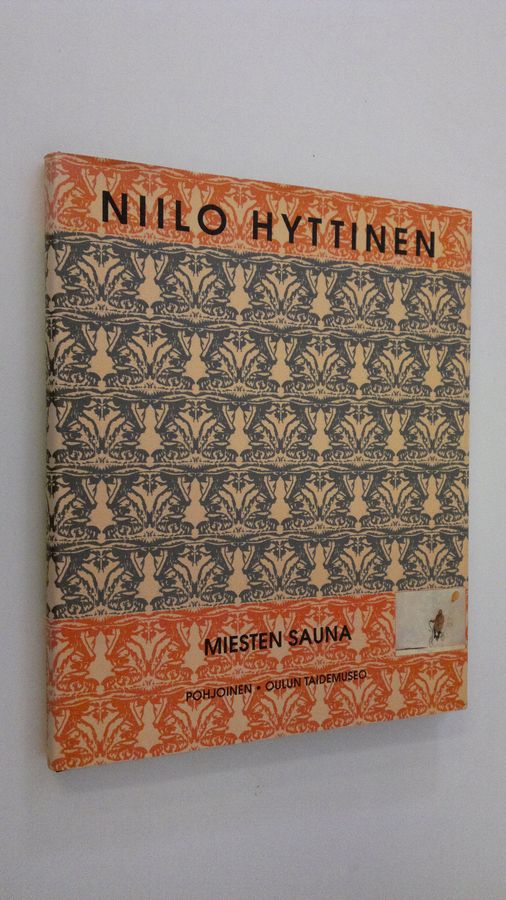 NIILO HYTTINEN
MIESTEN SAUNA
POHJOINEN • OULUN TAIDEMUSEO